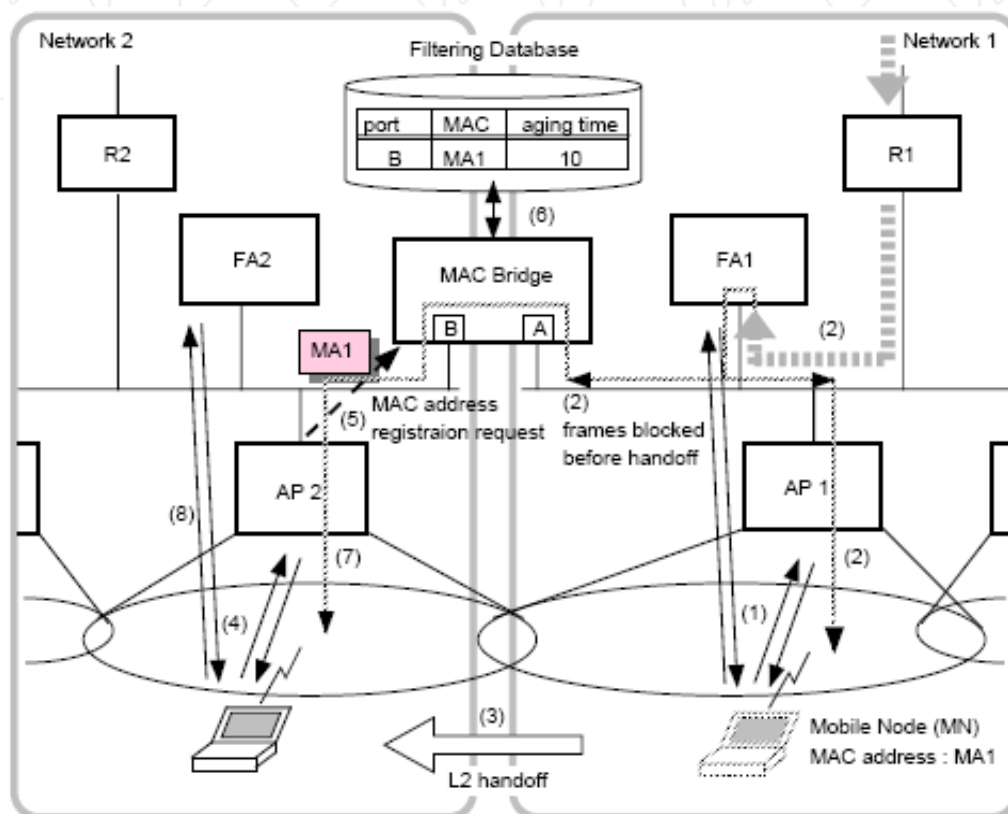 Network 2
Network 1
Filtering Database
port MAC aging time
B MA1 10
R2
R1
(6)
FA2
MAC Bridge
FA1
B
A
(2)
MA1
(5)
MAC address
registraion request
(2)
frames blocked
before handoff
AP 2
AP 1
(8)
(7)
(2)
(4)
(1)
(3)
L2 handoff
Mobile Node (MN)
MAC address : MA1